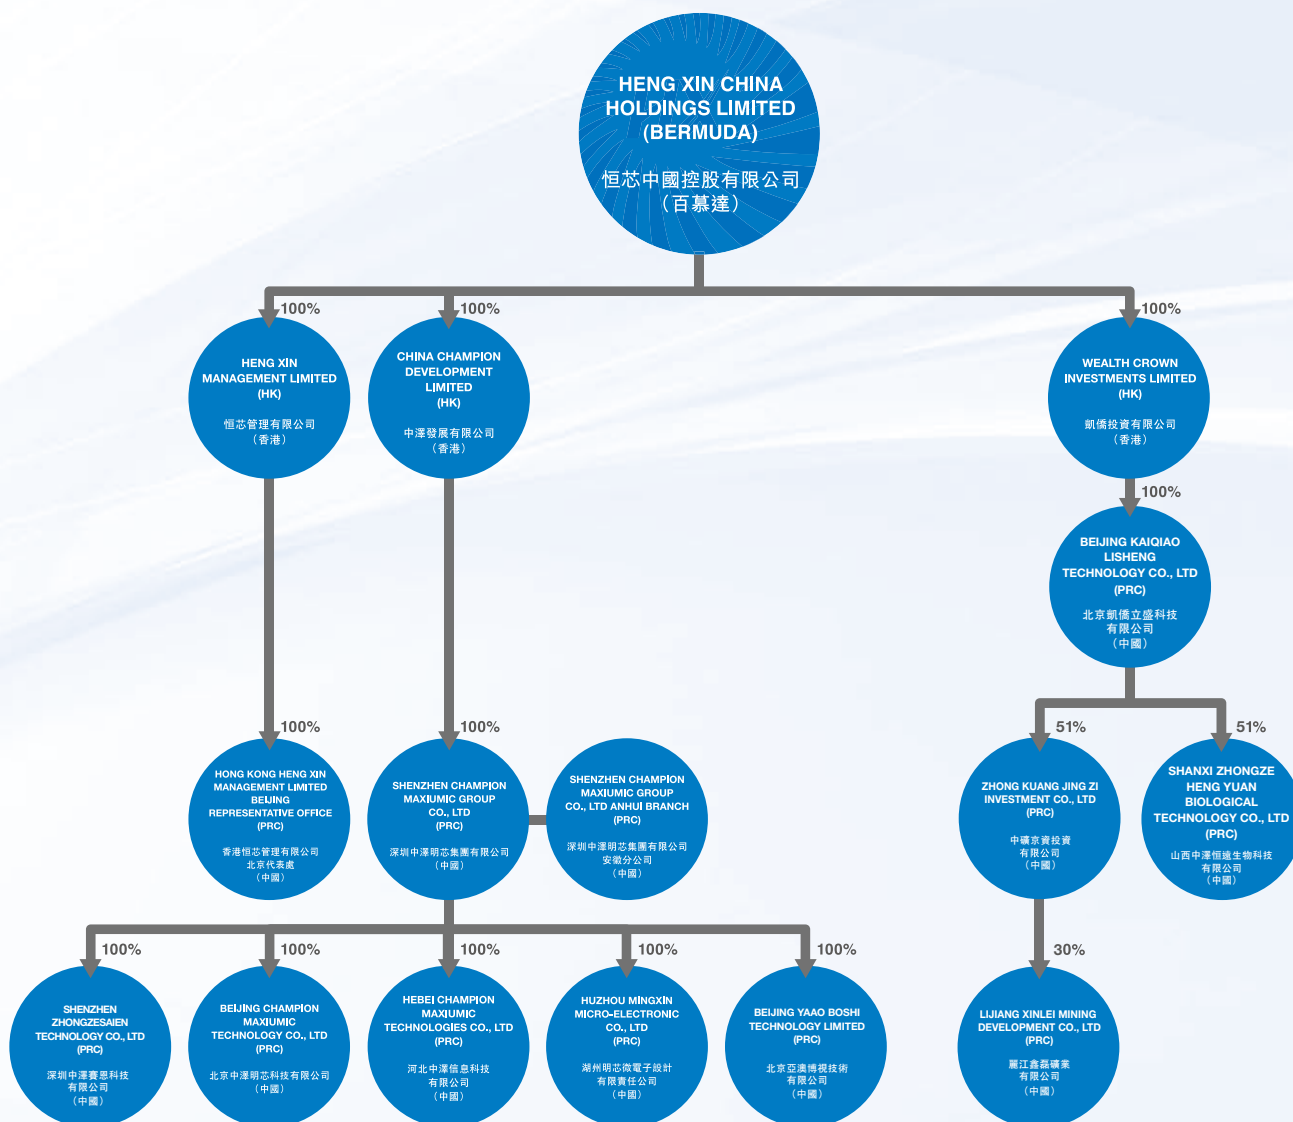 HENG XIN CHINA
HOLDINGS LIMITED
(BERMUDA)
恒芯中國控股有限公司
（百慕達）
100%
100%
100%
HENG XIN
MANAGEMENT LIMITED
(HK)
恒芯管理有限公司
（香港）
CHINA CHAMPION
DEVELOPMENT
LIMITED
(HK)
中澤發展有限公司
（香港）
WEALTH CROWN
INVESTMENTS LIMITED
(HK)
凱僑投資有限公司
（香港）
100%
BEIJING KAIQIAO
LISHENG
TECHNOLOGY CO., LTD
(PRC)
北京凱僑立盛科技
有限公司
（中國）
100%
100%
51%
51%
HONG KONG HENG XIN
MANAGEMENT LIMITED
BEIJING
REPRESENTATIVE OFFICE
(PRC)
香港恒芯管理有限公司
北京代表處
（中國）
SHENZHEN CHAMPION
MAXIUMIC GROUP
CO., LTD
(PRC)
深圳中澤明芯集團有限公司
（中國）
SHENZHEN CHAMPION
MAXIUMIC GROUP
CO., LTD ANHUI BRANCH
(PRC)
深圳中澤明芯集團有限公司
安徽分公司
（中國）
ZHONG KUANG JING ZI
INVESTMENT CO., LTD
(PRC)
中礦京資投資
有限公司
（中國）
SHANXI ZHONGZE
HENG YUAN
BIOLOGICAL
TECHNOLOGY CO., LTD
(PRC)
山西中澤恒遠生物科技
有限公司
（中國）
100%
100%
100%
100%
100%
30%
SHENZHEN
ZHONGZESAIEN
TECHNOLOGY CO., LTD
(PRC)
深圳中澤賽恩科技
有限公司
（中國）
BEIJING CHAMPION
MAXIUMIC
TECHNOLOGY CO., LTD
(PRC)
北京中澤明芯科技有限公司
（中國）
HEBEI CHAMPION
MAXIUMIC
TECHNOLOGIES CO., LTD
(PRC)
河北中澤信息科技
有限公司
（中國）
HUZHOU MINGXIN
MICRO-ELECTRONIC
CO., LTD
(PRC)
湖州明芯微電子設計
有限責任公司
（中國）
BEIJING YAAO BOSHI
TECHNOLOGY LIMITED
(PRC)
北京亞澳博視技術
有限公司
（中國）
LIJIANG XINLEI MINING
DEVELOPMENT CO., LTD
(PRC)
麗江鑫磊礦業
有限公司
（中國）